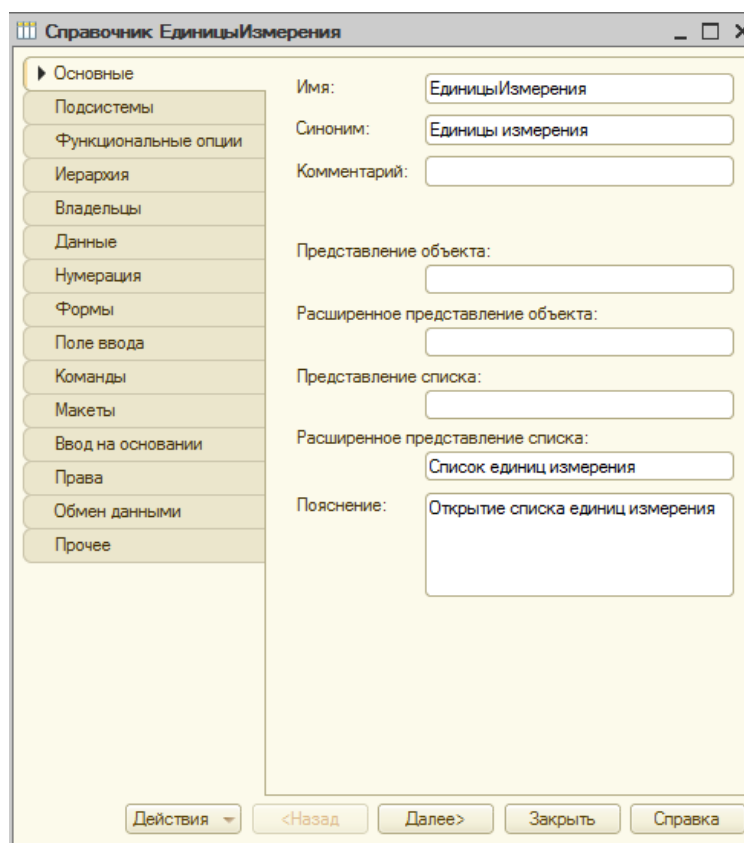 Справочник ЕдиницыИзмерения
Основные
Подсистемы
Функциональные опции
Иерархия
Владельцы
Данные
Нумерация
Формы
Поле ввода
Команды
Макеты
Ввод на основании
Права
Обмен данными
Прочее
Имя: ЕдиницыИзмерения
Синоним: Единицы измерения
Комментарий:
Представление объекта:
Расширенное представление объекта:
Представление списка:
Расширенное представление списка:
Список единиц измерения
Пояснение: Открытие списка единиц измерения
Действия <Назад Далее> Закрыть Справка